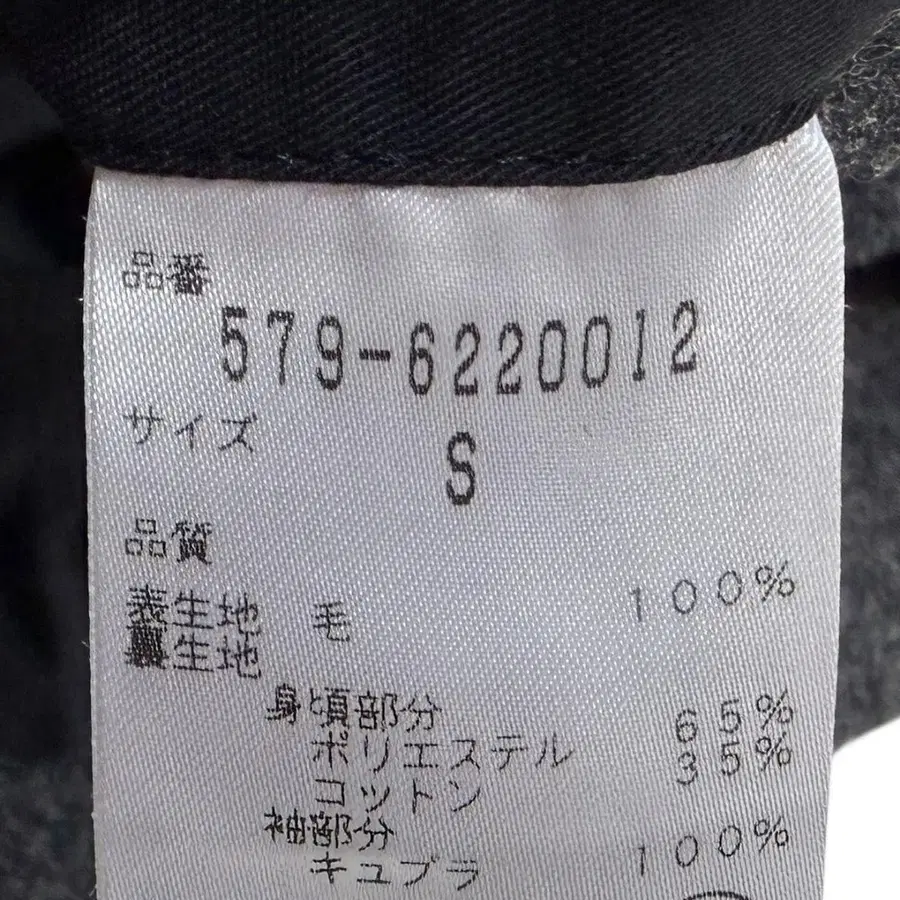 品番
579-6220012
サイズ
S
品質
表生地 毛 100%
裏生地
身頃部分
ポリエステル 65%
コットン 35%
袖部分
キュプラ 100%